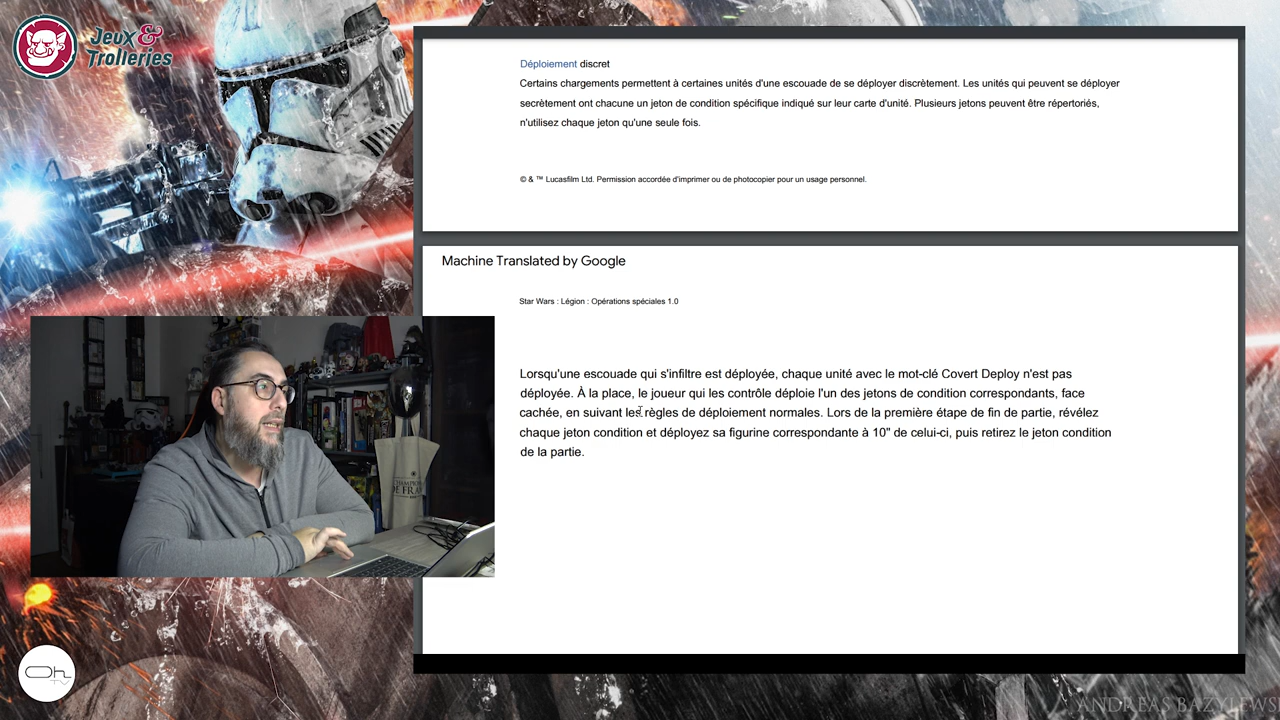 Jeux &
Trolleries
Déploiement discret
Certains chargements permettent à certaines unités d'une escouade de se déployer discrètement. Les unités qui peuvent se déployer
secrètement ont chacune un jeton de condition spécifique indiqué sur leur carte d'unité. Plusieurs jetons peuvent être répertoriés,
n'utilisez chaque jeton qu'une seule fois.
© & ™ Lucasfilm Ltd. Permission accordée d'imprimer ou de photocopier pour un usage personnel.
Machine Translated by Google
Star Wars : Légion : Opérations spéciales 1.0
Lorsqu'une escouade qui s'infiltre est déployée, chaque unité avec le mot-clé Covert Deploy n'est pas
déployée. À la place, le joueur qui les contrôle déploie l'un des jetons de condition correspondants, face
cachée, en suivant les règles de déploiement normales. Lors de la première étape de fin de partie, révélez
chaque jeton condition et déployez sa figurine correspondante à 10" de celui-ci, puis retirez le jeton condition
de la partie.
CHAMPION
DE FRA
Oh
TV
ANDREAS BAZYLEWS